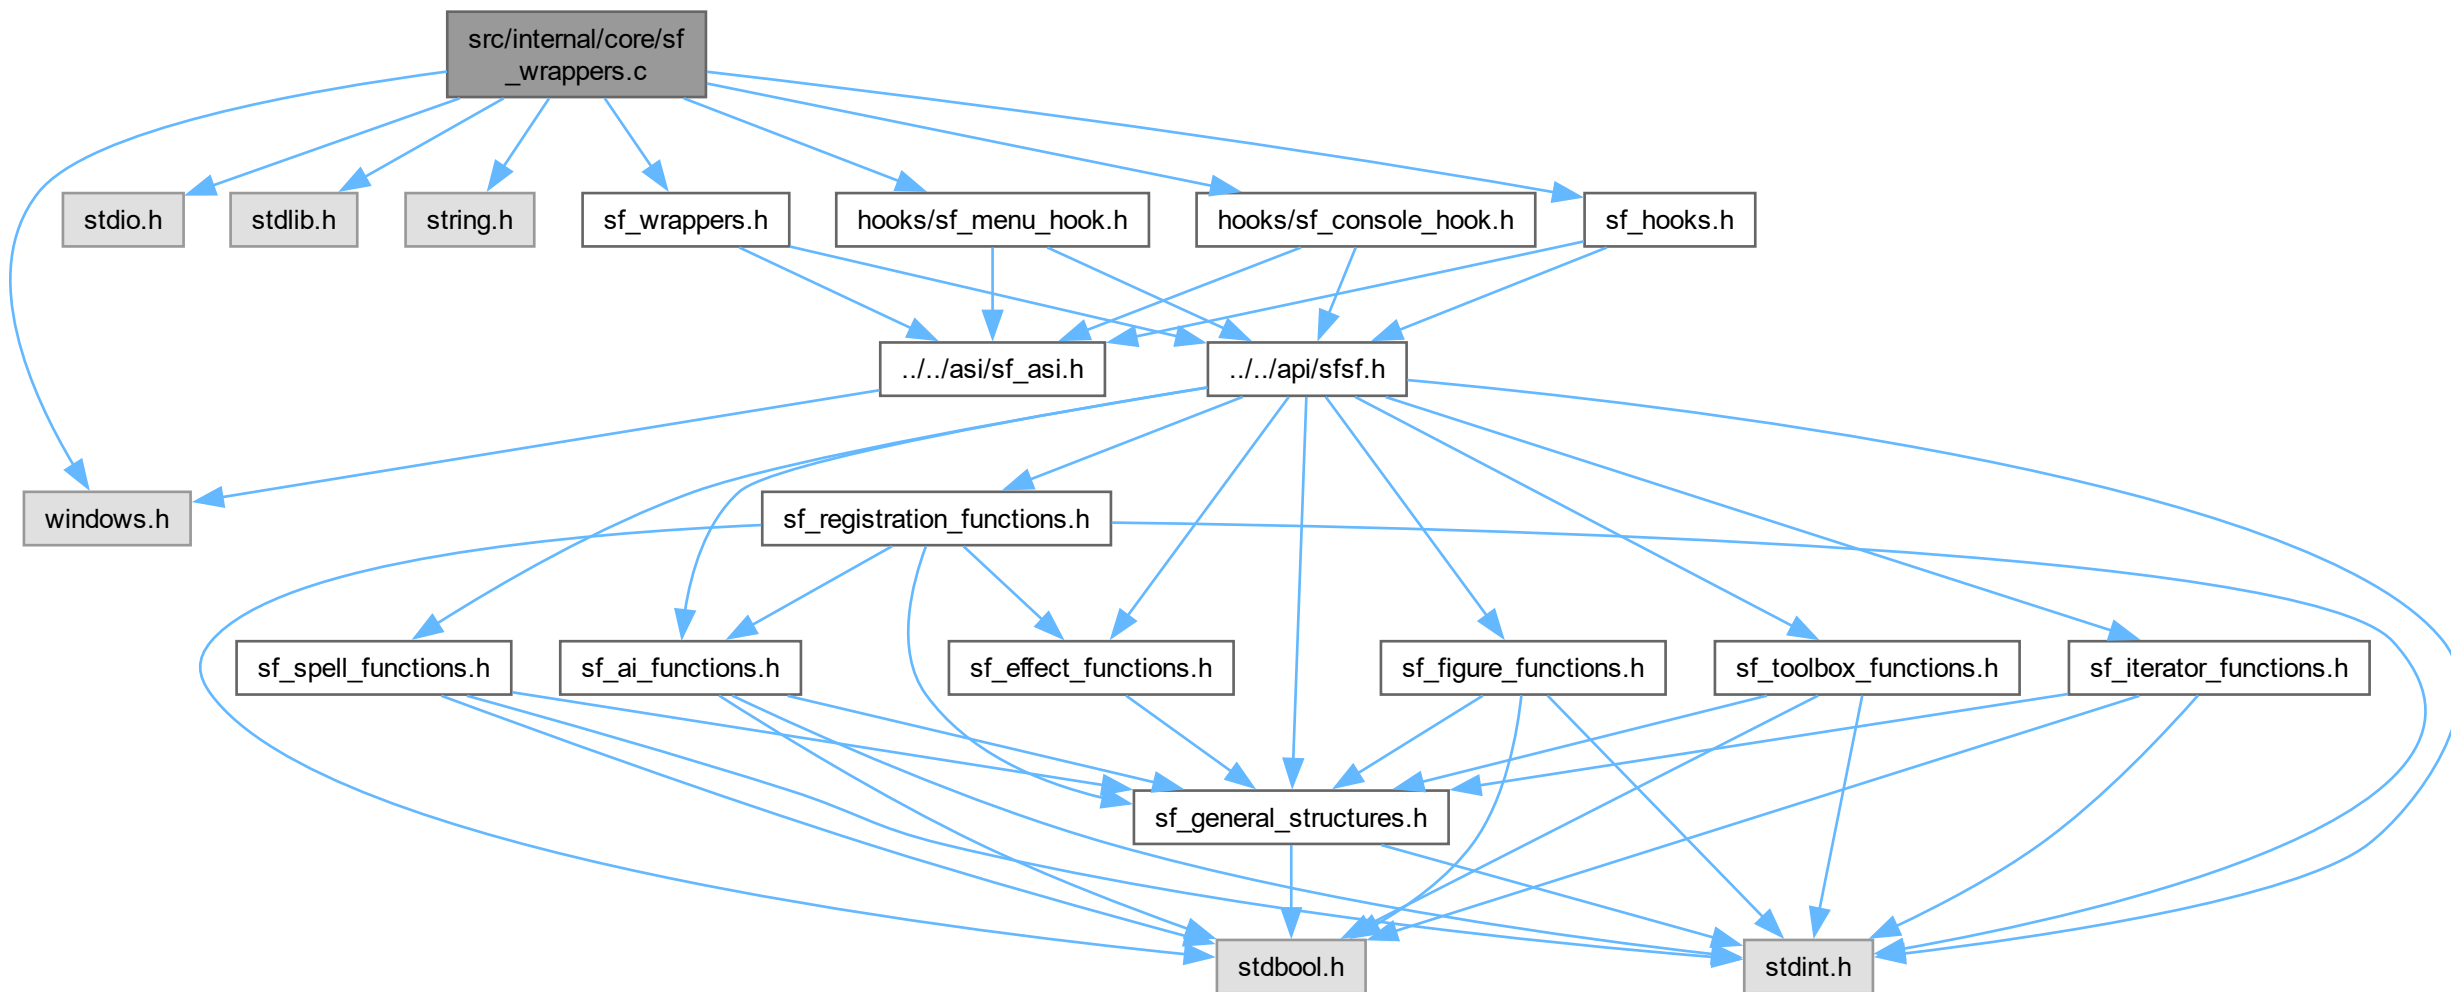 src/internal/core/sf
_wrappers.c
stdio.h
stdlib.h
string.h
sf_wrappers.h
hooks/sf_menu_hook.h
hooks/sf_console_hook.h
sf_hooks.h
../../asi/sf_asi.h
../../api/sfsf.h
windows.h
sf_registration_functions.h
sf_spell_functions.h
sf_ai_functions.h
sf_effect_functions.h
sf_figure_functions.h
sf_toolbox_functions.h
sf_iterator_functions.h
sf_general_structures.h
stdbool.h
stdint.h